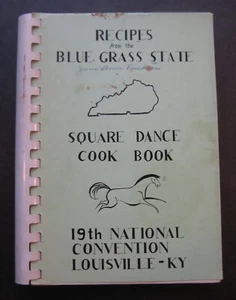 RECIPES
from the
BLUE GRASS STATE
SQUARE DANCE
COOK BOOK
19th NATIONAL
CONVENTION
LOUISVILLE-KY